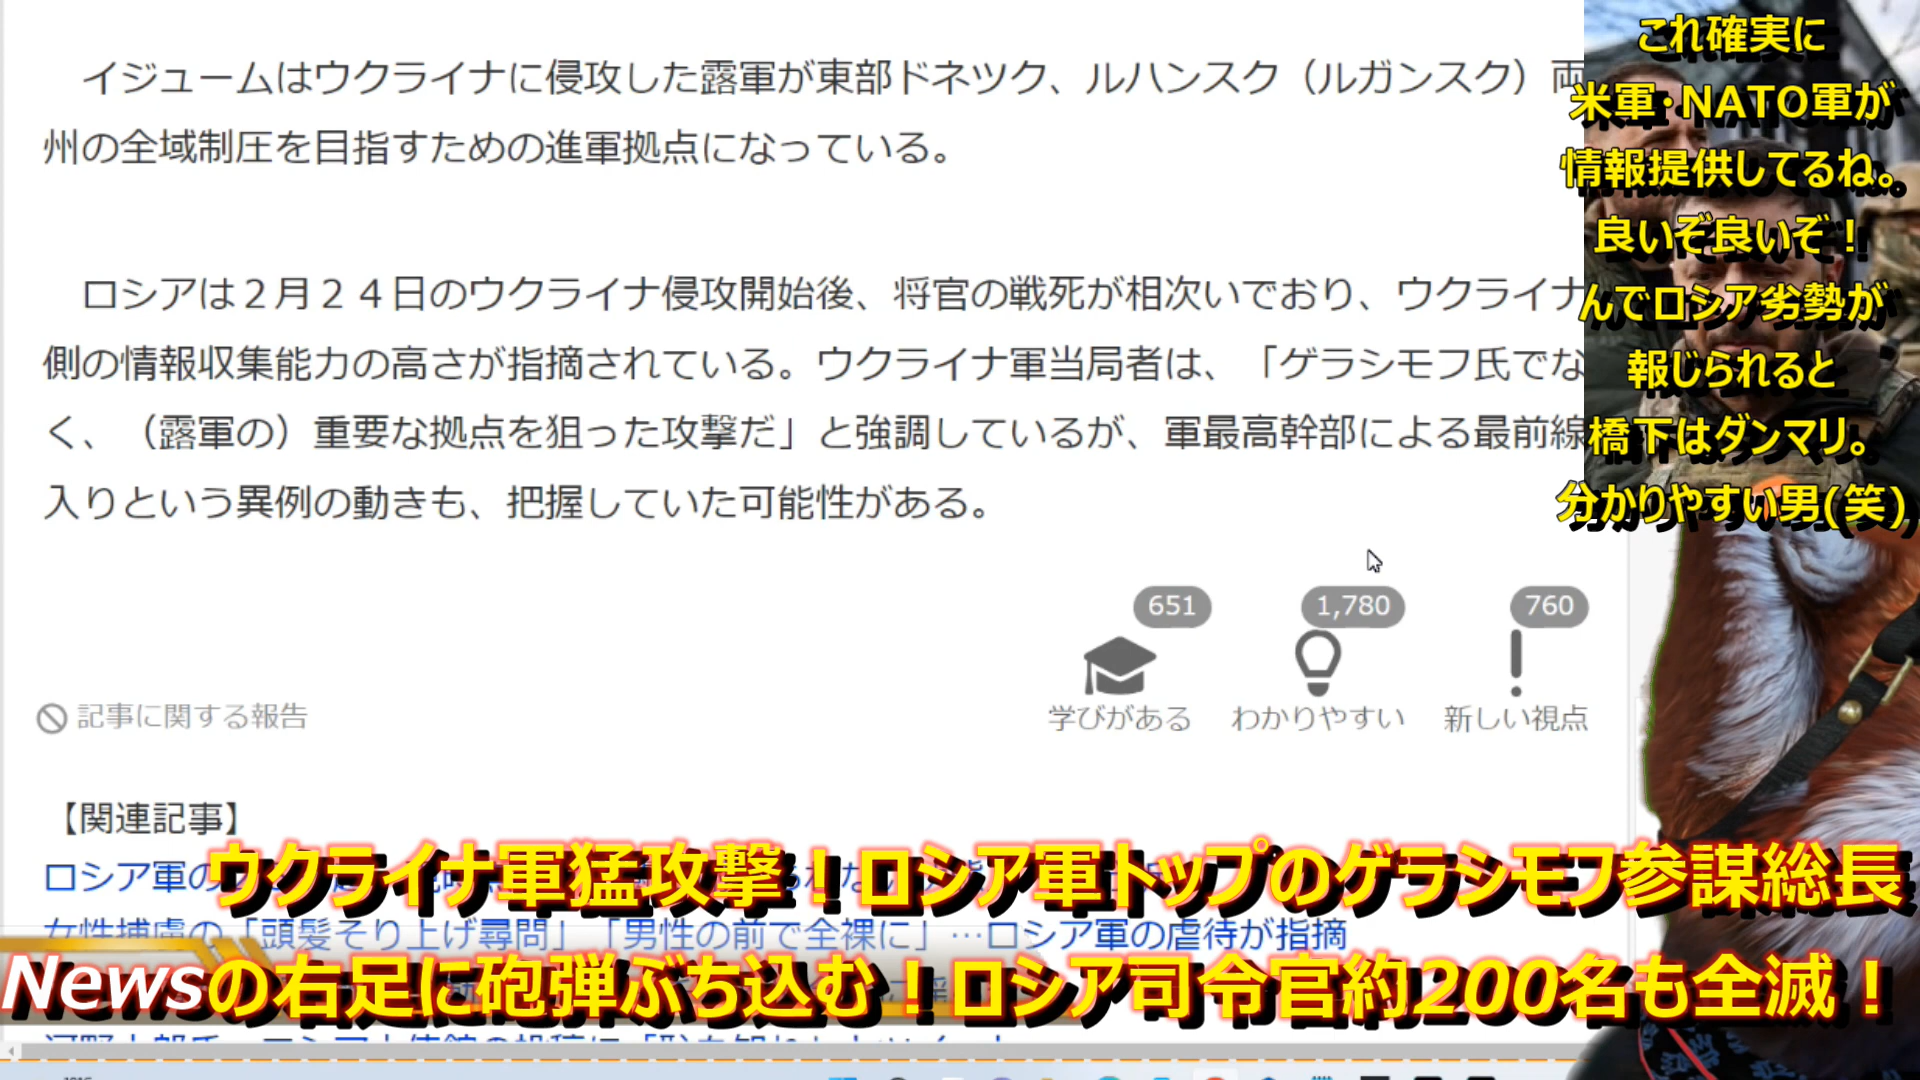 イジュームはウクライナに侵攻した露軍が東部ドネツク、ルハンスク（ルガンスク）両
州の全域制圧を目指すための進軍拠点になっている。
ロシアは２月２４日のウクライナ侵攻開始後、将官の戦死が相次いでおり、ウクライナ
側の情報収集能力の高さが指摘されている。ウクライナ軍当局者は、「ゲラシモフ氏でな
く、（露軍の）重要な拠点を狙った攻撃だ」と強調しているが、軍最高幹部による最前線
入りという異例の動きも、把握していた可能性がある。
651
1,780
760
学びがある
わかりやすい
新しい視点
記事に関する報告
【関連記事】
ロシア軍の
女性捕虜の「頭髪そり上げ尋問」「男性の前で全裸に」…ロシア軍の虐待が指摘
これ確実に
米軍・NATO軍が
情報提供してるね。
良いぞ良いぞ！
んでロシア劣勢が
報じられると
橋下はダンマリ。
分かりやすい男(笑)
ウクライナ軍猛攻撃！ロシア軍トップのゲラシモフ参謀総長
Newsの右足に砲弾ぶち込む！ロシア司令官約200名も全滅！